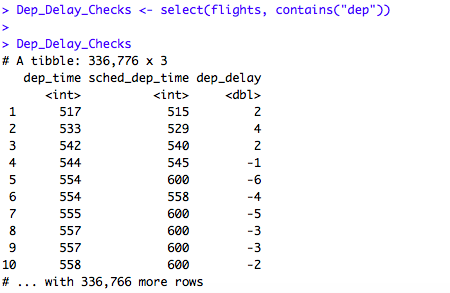 > Dep_Delay_Checks <- select(flights, contains("dep"))
>
> Dep_Delay_Checks
# A tibble: 336,776 x 3
   dep_time sched_dep_time dep_delay
      <int>          <int>     <dbl>
 1      517            515         2
 2      533            529         4
 3      542            540         2
 4      544            545        -1
 5      554            600        -6
 6      554            558        -4
 7      555            600        -5
 8      557            600        -3
 9      557            600        -3
10      558            600        -2
# ... with 336,766 more rows